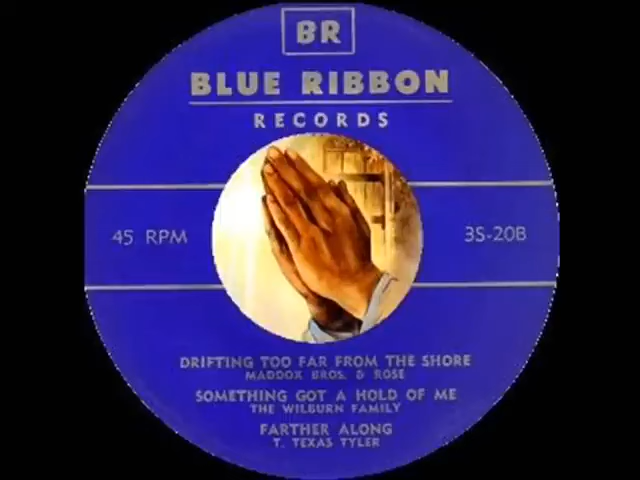 BR
BLUE RIBBON
RECORDS
45 RPM
3S-20B
DRIFTING TOO FAR FROM THE SHORE
MADDOX BROS. & ROSE
SOMETHING GOT A HOLD OF ME
THE WILBURN FAMILY
FARTHER ALONG
T. TEXAS TYLER